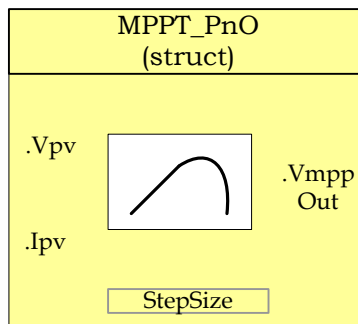 MPPT_PnO
(struct)
.Vpv
.Vmpp
Out
.Ipv
StepSize